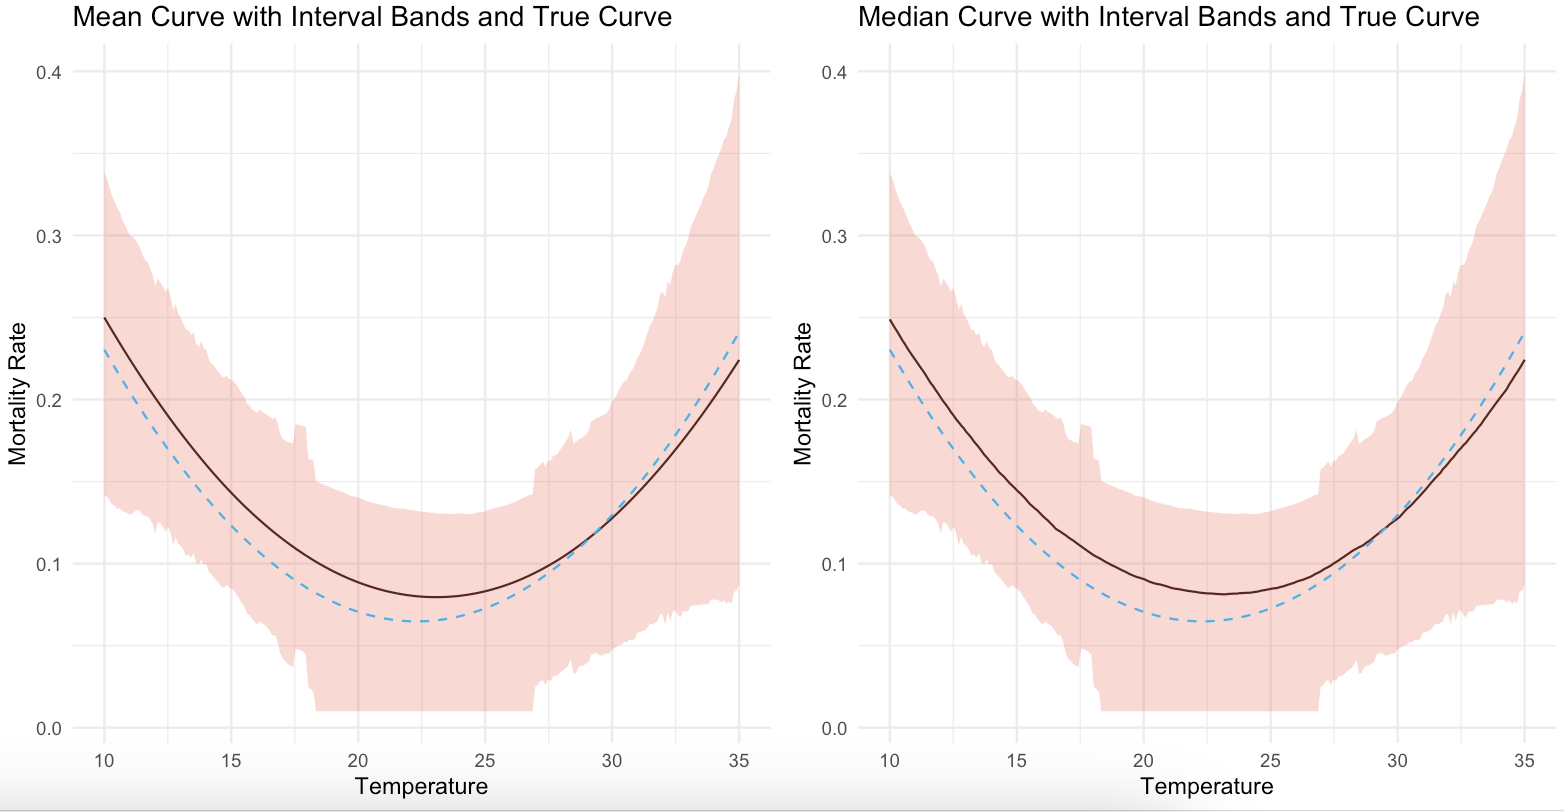 Mean Curve with Interval Bands and True Curve
0.4
0.3
0.2
0.1
0.0
Mortality Rate
10 15 20 25 30 35
Temperature
Median Curve with Interval Bands and True Curve
0.4
0.3
0.2
0.1
0.0
Mortality Rate
10 15 20 25 30 35
Temperature